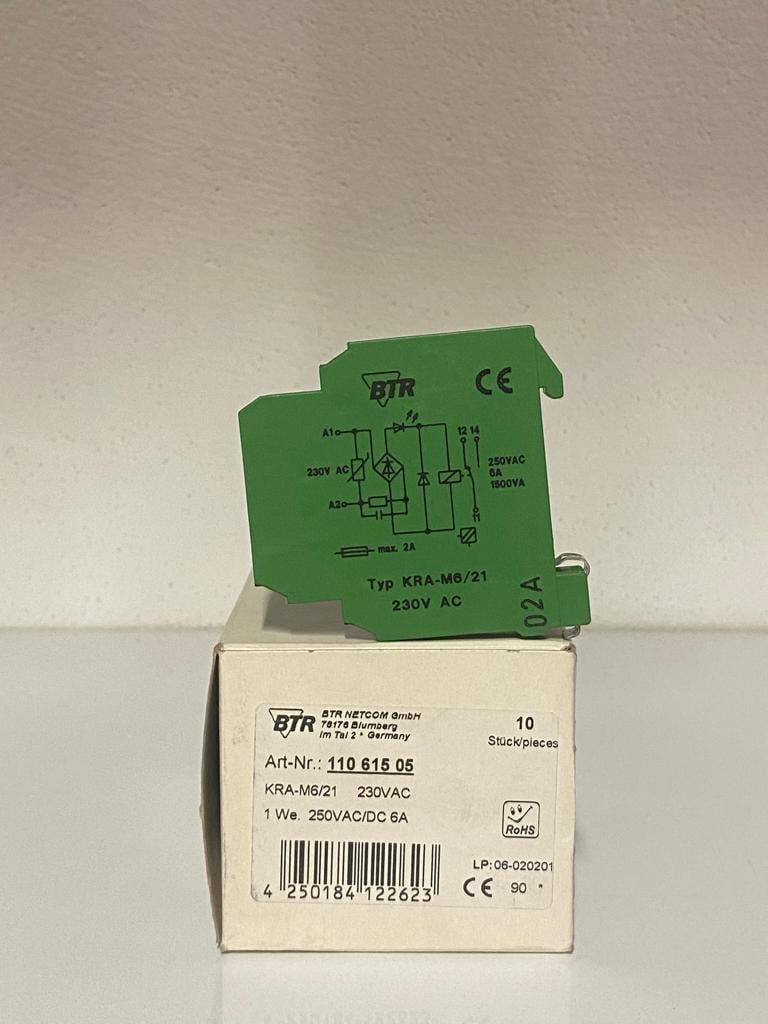 BTR
CE
A1
12 14
230V AC
250VAC
6A
1500VA
A2
11
max. 2A
Typ KRA-M6/21
230V AC
02A
BTR
BTR NETCOM GmbH
78176 Blumberg
Im Tal 2 * Germany
10
Stück/pieces
Art-Nr.: 110 615 05
KRA-M6/21 230VAC
1 We. 250VAC/DC 6A
RoHS
LP:06-020201
CE 90 *
4 250184 122623